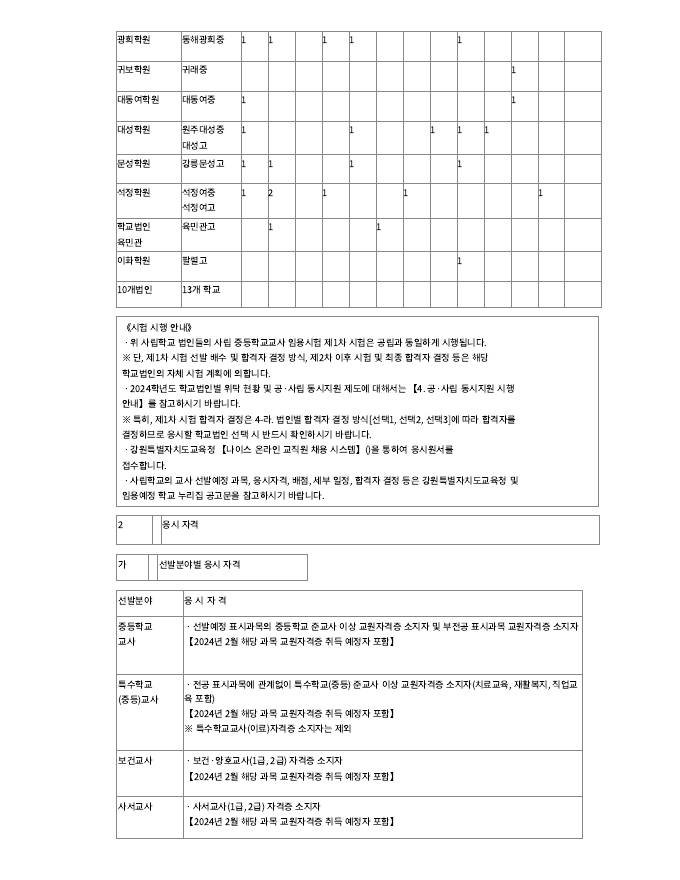 광희학원 동해광희중 1 1 1 1 1
귀보학원 귀래중 1
대동여학원 대동여중 1 1
대성학원 원주대성중 1 1 1 1 1
대성고
문성학원 강릉문성고 1 1 1 1
석정학원 석정여중 1 2 1 1 1
석정여고
학교법인 육민관고 1 1
육민관
이화학원 팔렬고 1
10개법인 13개 학교
《시험 시행 안내》
· 위 사립학교 법인들의 사립 중등학교교사 임용시험 제1차 시험은 공립과 동일하게 시행됩니다.
※ 단, 제1차 시험 선발 배수 및 합격자 결정 방식, 제2차 이후 시험 및 최종 합격자 결정 등은 해당
학교법인의 자체 시험 계획에 의합니다.
· 2024학년도 학교법인별 위탁 현황 및 공·사립 동시지원 제도에 대해서는 【4. 공·사립 동시지원 시행
안내】를 참고하시기 바랍니다.
※ 특히, 제1차 시험 합격자 결정은 4-라. 법인별 합격자 결정 방식[선택1, 선택2, 선택3]에 따라 합격자를
결정하므로 응시할 학교법인 선택 시 반드시 확인하시기 바랍니다.
· 강원특별자치도교육청 【나이스 온라인 교직원 채용 시스템】()을 통하여 응시원서를
접수합니다.
· 사립학교의 교사 선발예정 과목, 응시자격, 배점, 세부 일정, 합격자 결정 등은 강원특별자치도교육청 및
임용예정 학교 누리집 공고문을 참고하시기 바랍니다.
2 응시 자격
가 선발분야별 응시 자격
선발분야 응 시 자 격
중등학교 · 선발예정 표시과목의 중등학교 준교사 이상 교원자격증 소지자 및 부전공 표시과목 교원자격증 소지자
교사 【2024년 2월 해당 과목 교원자격증 취득 예정자 포함】
특수학교 · 전공 표시과목에 관계없이 특수학교(중등) 준교사 이상 교원자격증 소지자(치료교육, 재활복지, 직업교
(중등)교사 육 포함)
【2024년 2월 해당 과목 교원자격증 취득 예정자 포함】
※ 특수학교교사(이료)자격증 소지자는 제외
보건교사 · 보건·양호교사(1급, 2급) 자격증 소지자
【2024년 2월 해당 과목 교원자격증 취득 예정자 포함】
사서교사 · 사서교사(1급, 2급) 자격증 소지자
【2024년 2월 해당 과목 교원자격증 취득 예정자 포함】